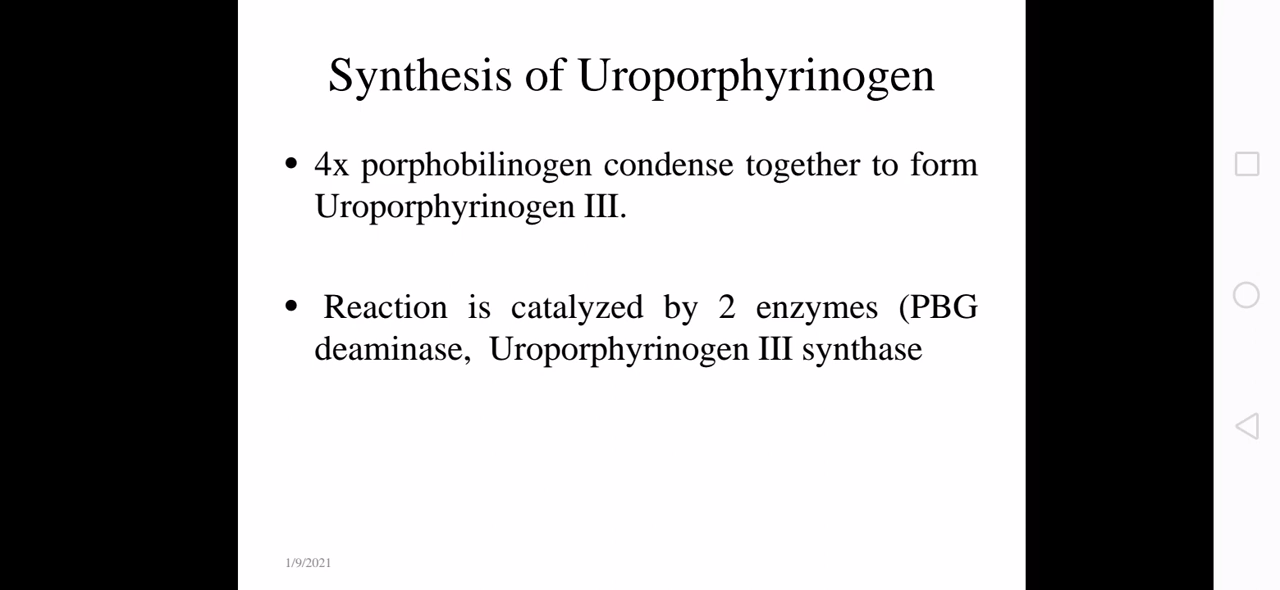 Synthesis of Uroporphyrinogen
• 4x porphobilinogen condense together to form
Uroporphyrinogen III.
• Reaction is catalyzed by 2 enzymes (PBG
deaminase, Uroporphyrinogen III synthase
1/9/2021